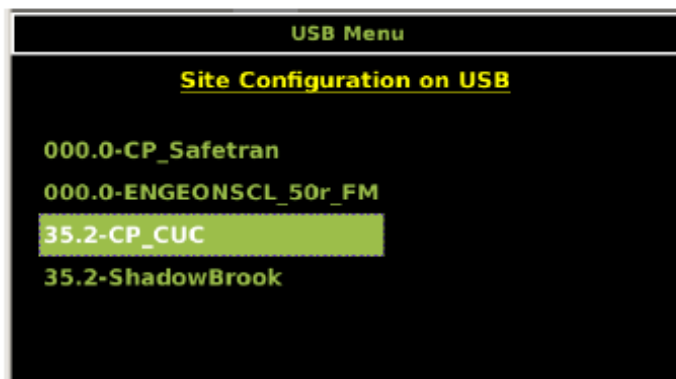 USB Menu
Site Configuration on USB
000.0-CP_Safetran
000.0-ENGEONSCL_50r_FM
35.2-CP_CUC
35.2-ShadowBrook